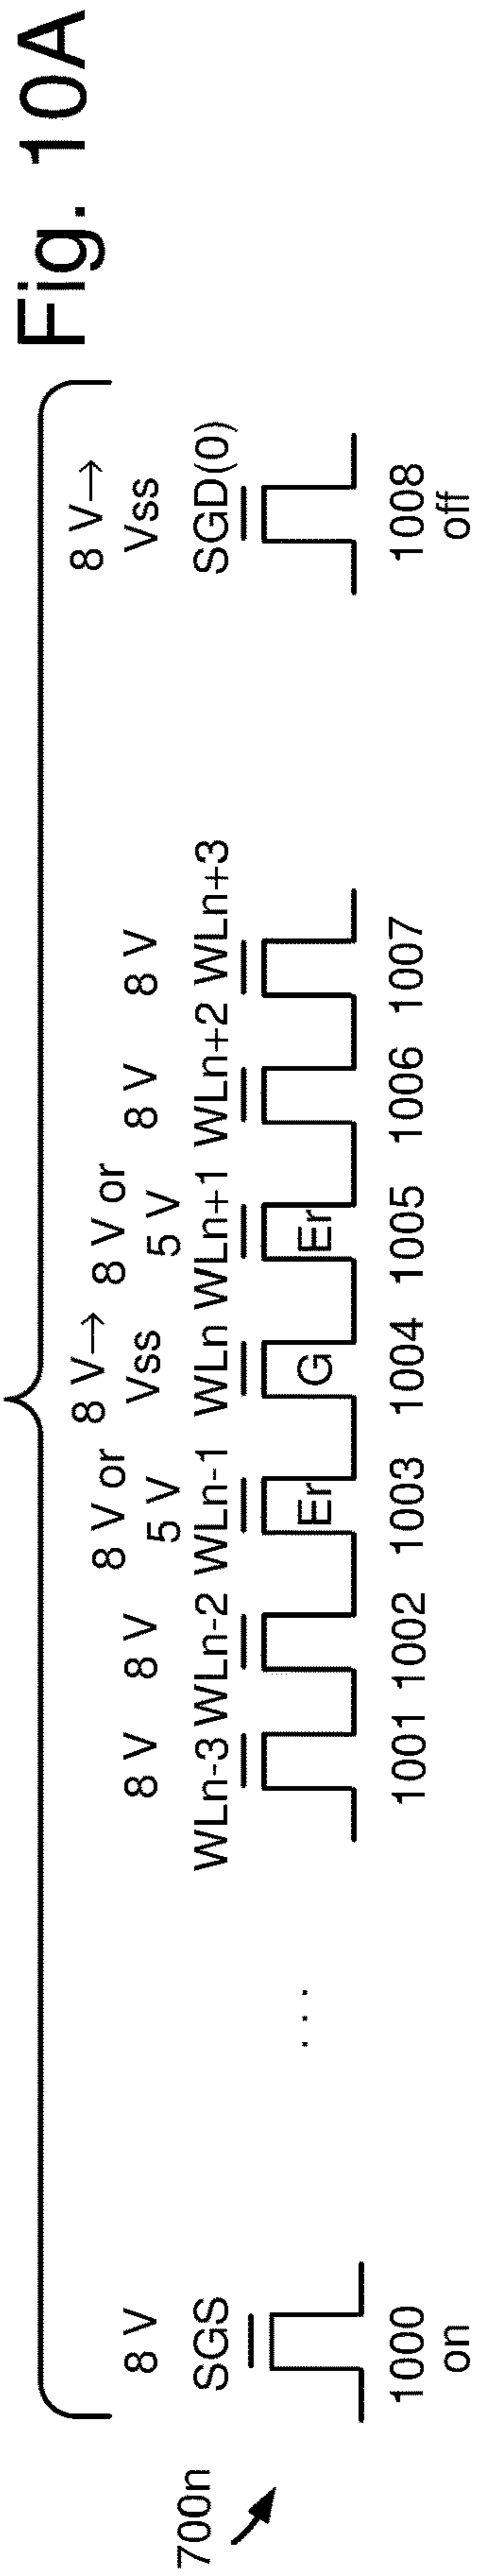 Fig. 10A
700n
8 V
8 V
8 V
8 V or
5 V
8 V→
Vss
8 V or
5 V
8 V
8 V
8 V→
Vss
SGS
WLn-3
WLn-2
WLn-1
WLn
WLn+1
WLn+2
WLn+3
SGD(0)
...
Er
G
Er
1000
on
1001
1002
1003
1004
1005
1006
1007
1008
off